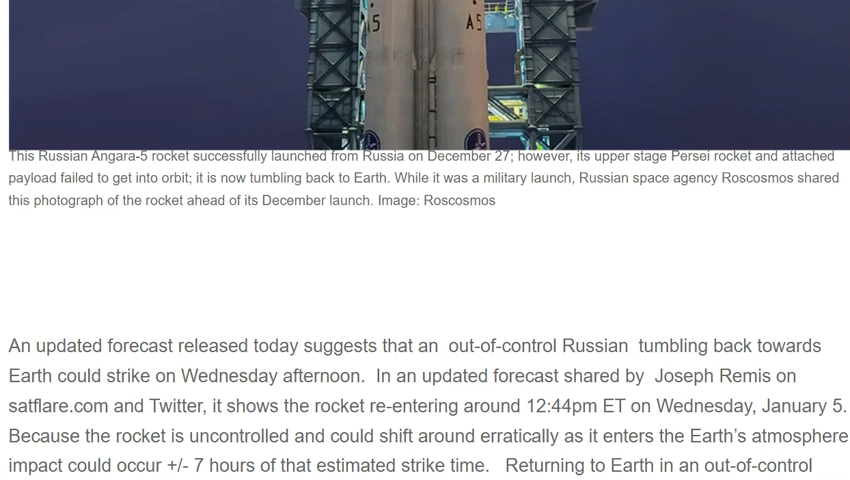 A5
A5
This Russian Angara-5 rocket successfully launched from Russia on December 27; however, its upper stage Persei rocket and attached
payload failed to get into orbit; it is now tumbling back to Earth. While it was a military launch, Russian space agency Roscosmos shared
this photograph of the rocket ahead of its December launch. Image: Roscosmos
An updated forecast released today suggests that an  out-of-control Russian  tumbling back towards
Earth could strike on Wednesday afternoon.  In an updated forecast shared by  Joseph Remis on
satflare.com and Twitter, it shows the rocket re-entering around 12:44pm ET on Wednesday, January 5.
Because the rocket is uncontrolled and could shift around erratically as it enters the Earth’s atmosphere
impact could occur +/- 7 hours of that estimated strike time.   Returning to Earth in an out-of-control